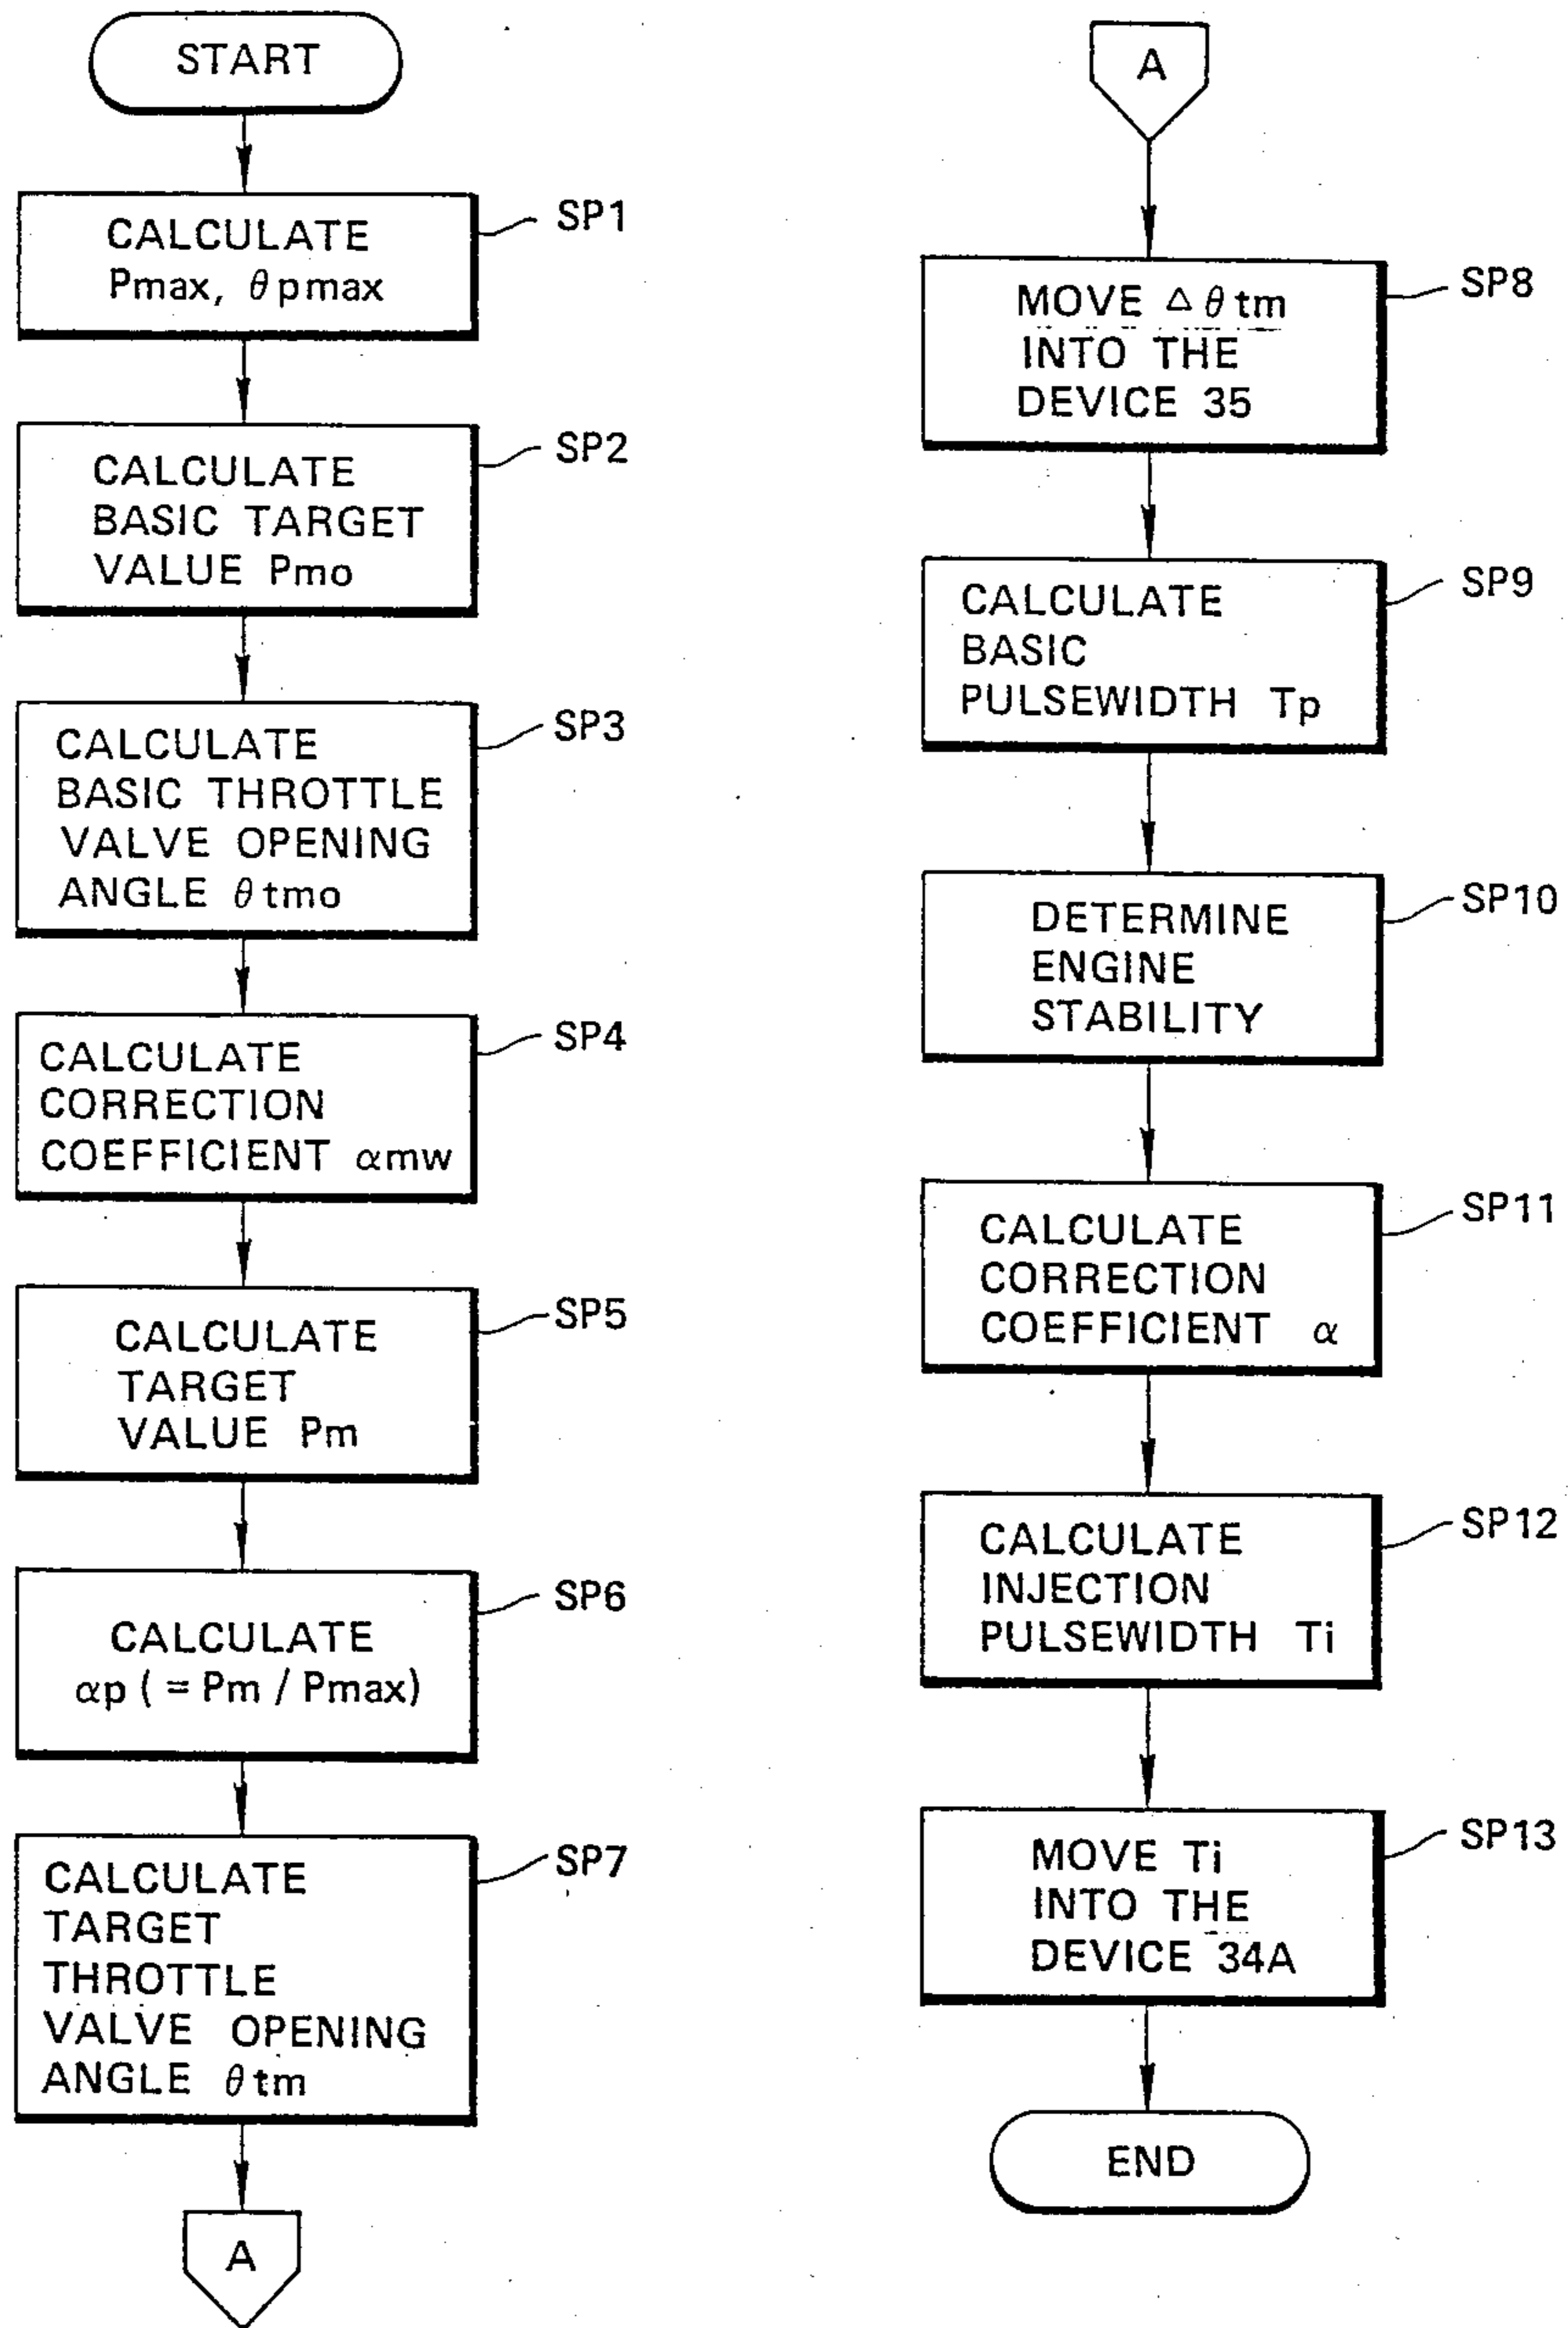 START
SP1
CALCULATE
Pmax, θpmax
SP2
CALCULATE
BASIC TARGET
VALUE Pmo
SP3
CALCULATE
BASIC THROTTLE
VALVE OPENING
ANGLE θtmo
SP4
CALCULATE
CORRECTION
COEFFICIENT αmw
SP5
CALCULATE
TARGET
VALUE Pm
SP6
CALCULATE
αp (= Pm / Pmax)
SP7
CALCULATE
TARGET
THROTTLE
VALVE OPENING
ANGLE θtm
A
A
SP8
MOVE △θtm
INTO THE
DEVICE 35
SP9
CALCULATE
BASIC
PULSEWIDTH Tp
SP10
DETERMINE
ENGINE
STABILITY
SP11
CALCULATE
CORRECTION
COEFFICIENT α
SP12
CALCULATE
INJECTION
PULSEWIDTH Ti
SP13
MOVE Ti
INTO THE
DEVICE 34A
END